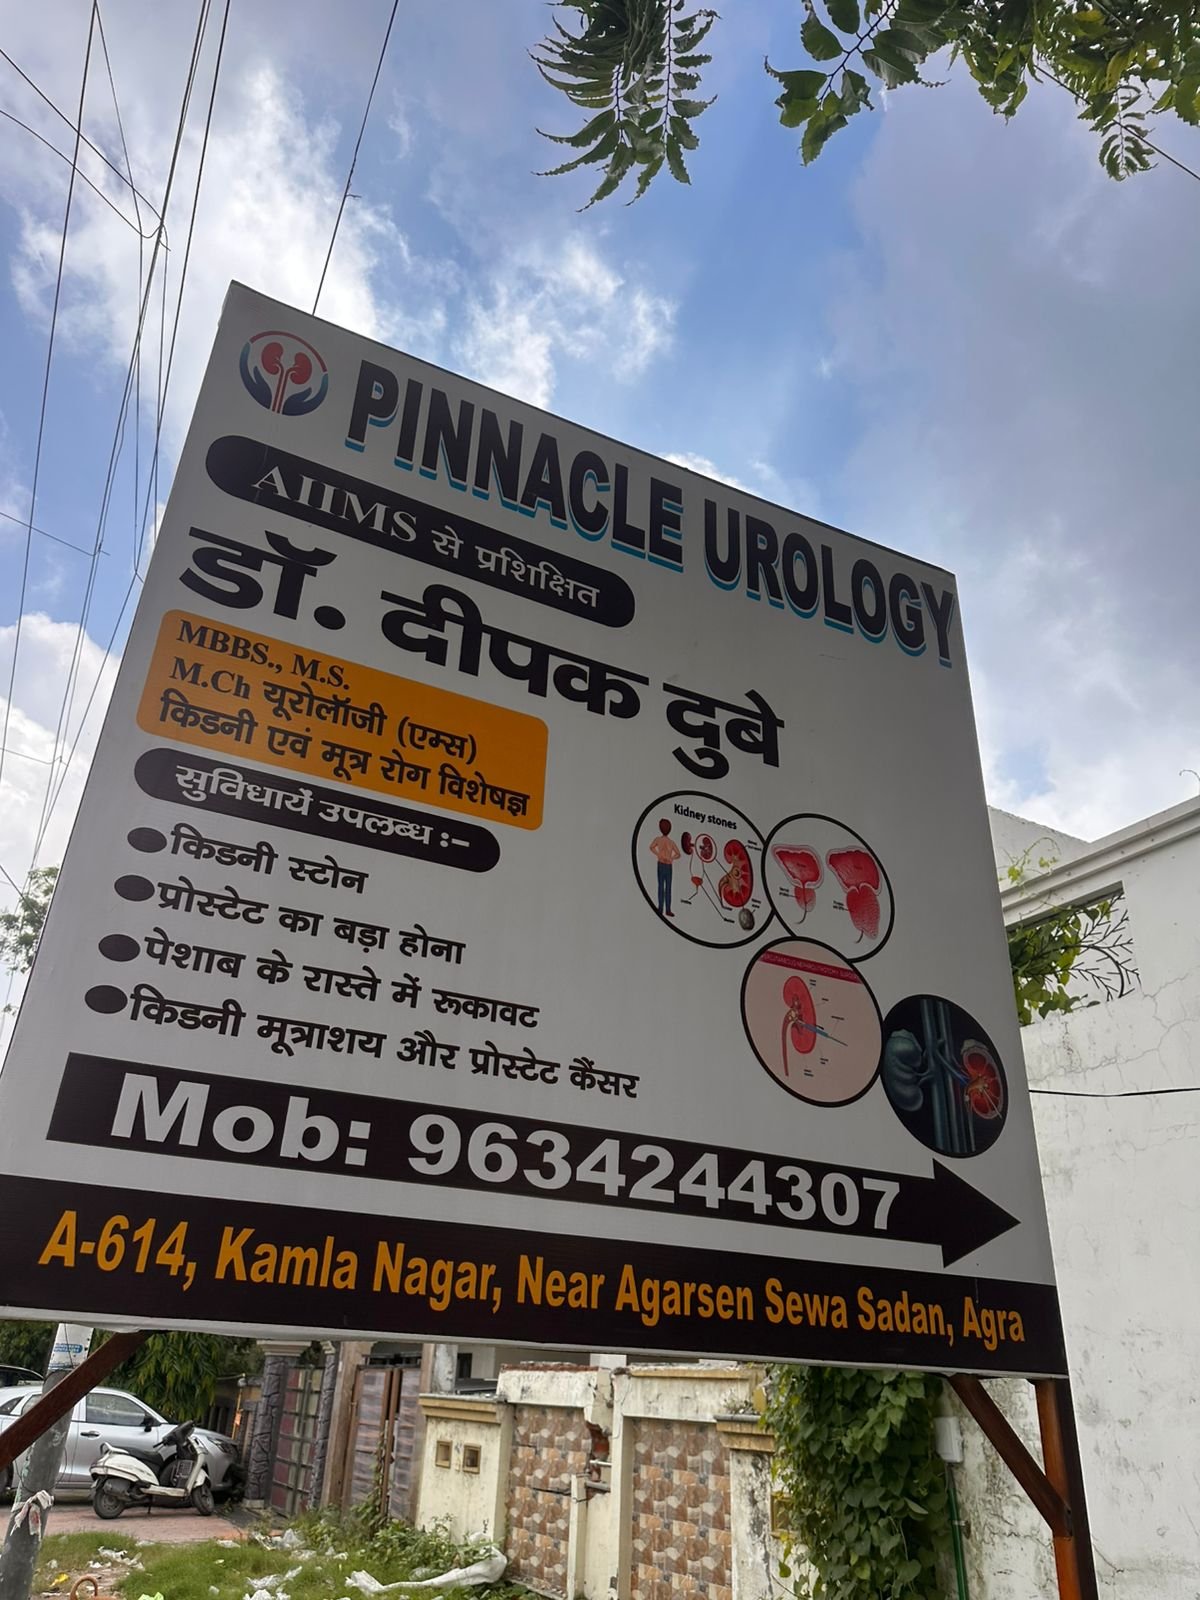 PINNACLE UROLOGY
AIIMS से प्रशिक्षित
डॉ. दीपक दुबे
MBBS., M.S.
M.Ch यूरोलॉजी (एम्स)
किडनी एवं मूत्र रोग विशेषज्ञ
सुविधायें उपलब्ध :-
किडनी स्टोन
प्रोस्टेट का बड़ा होना
पेशाब के रास्ते में रूकावट
किडनी मूत्राशय और प्रोस्टेट कैंसर
Kidney stones
Mob: 9634244307
A-614, Kamla Nagar, Near Agarsen Sewa Sadan, Agra